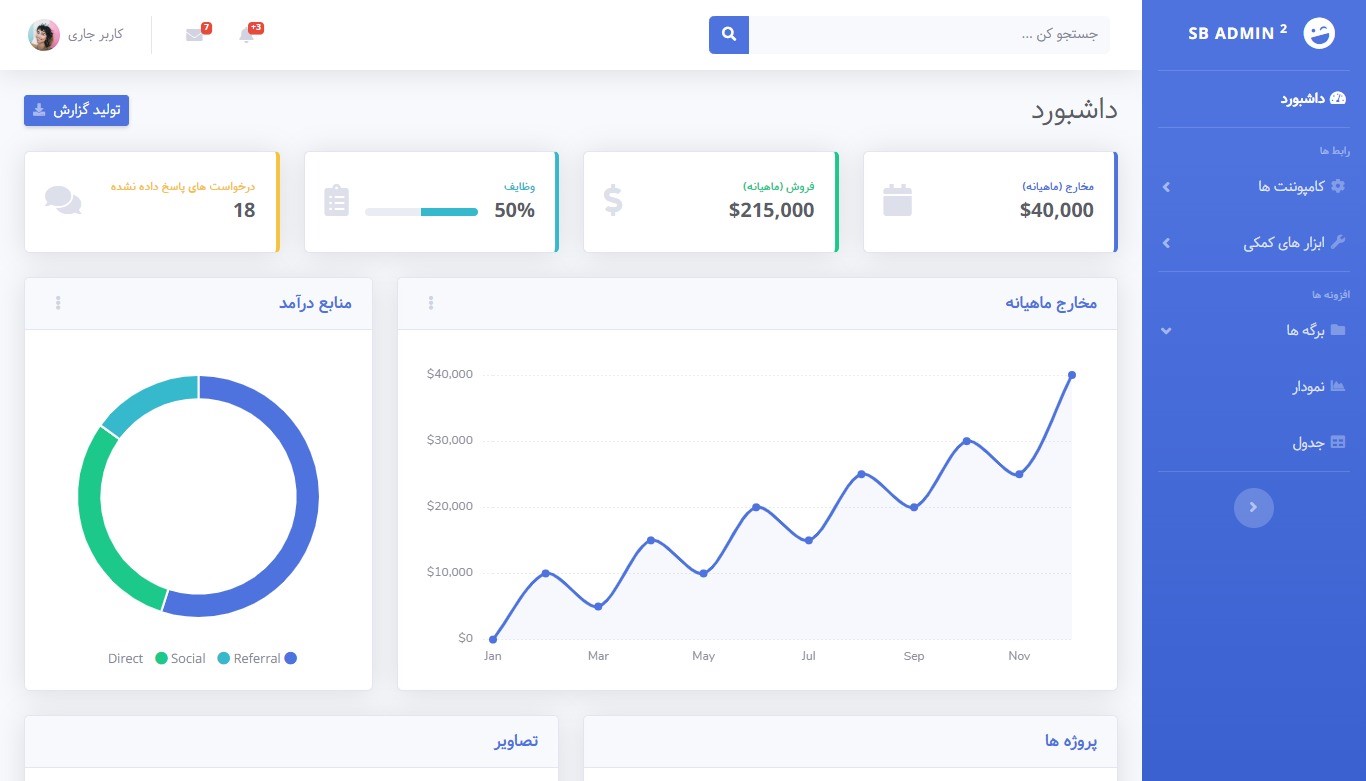 SB ADMIN 2
داشبورد
رابط ها
کامپوننت ها
ابزار های کمکی
افزونه ها
برگه ها
نمودار
جدول
جستجو کن ...
3+
7
کاربر جاری
داشبورد
تولید گزارش
مخارج (ماهیانه)
$40,000
فروش (ماهیانه)
$215,000
وظایف
50%
درخواست های پاسخ داده نشده
18
مخارج ماهیانه
$40,000
$30,000
$20,000
$10,000
$0
Jan Mar May Jul Sep Nov
منابع درآمد
Direct Social Referral
پروژه ها
تصاویر